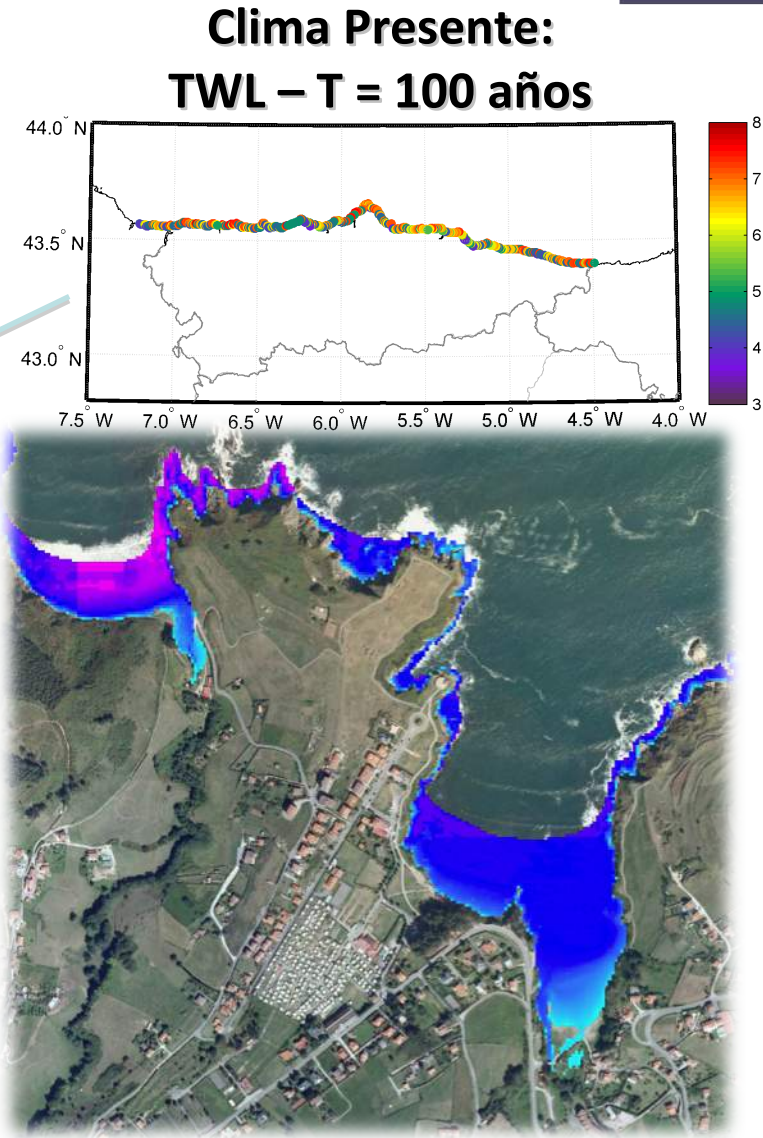 Clima Presente:
TWL – T = 100 años
44.0° N
43.5° N
43.0° N
7.5° W 7.0° W 6.5° W 6.0° W 5.5° W 5.0° W 4.5° W 4.0° W
8
7
6
5
4
3